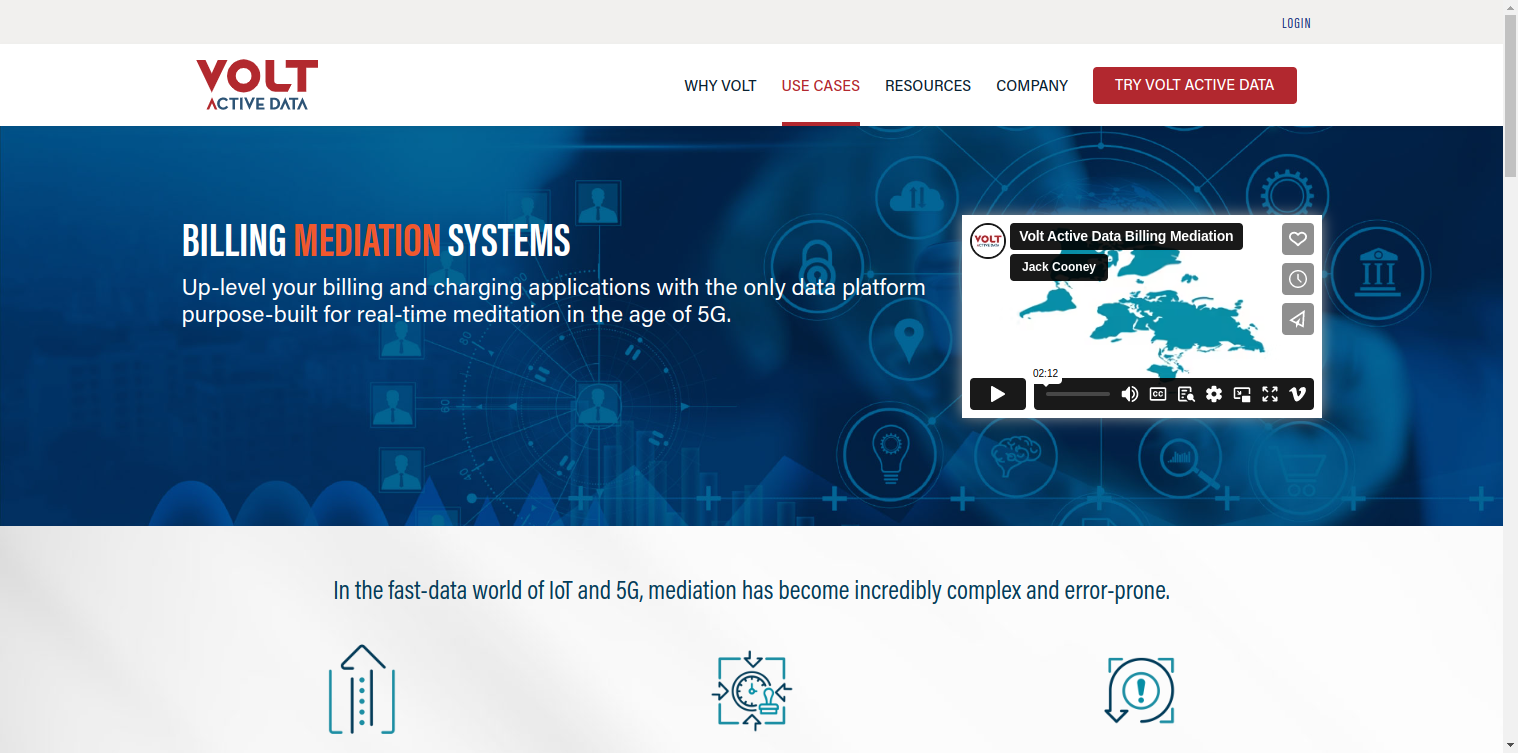 LOGIN
VOLT
ACTIVE DATA
WHY VOLT USE CASES RESOURCES COMPANY TRY VOLT ACTIVE DATA
BILLING MEDIATION SYSTEMS
Up-level your billing and charging applications with the only data platform
purpose-built for real-time meditation in the age of 5G.
VOLT
ACTIVE DATA
Volt Active Data Billing Mediation
Jack Cooney
02:12
CC
In the fast-data world of IoT and 5G, mediation has become incredibly complex and error-prone.